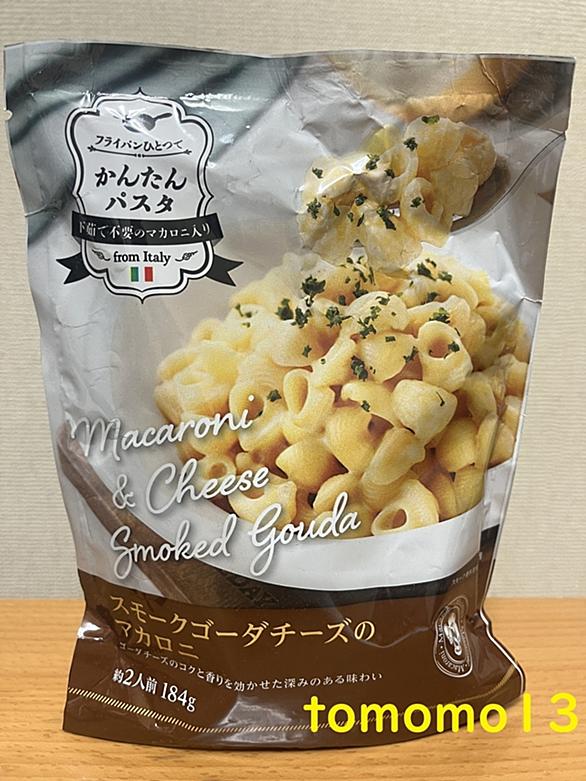 フライパンひとつで
かんたん
パスタ
下茹で不要のマカロニ入り
from Italy
Macaroni
& Cheese
Smoked Gouda
スモークゴーダチーズの
マカロニ
ゴーダチーズのコクと香りを効かせた深みのある味わい
約2人前 184g
tomomo13